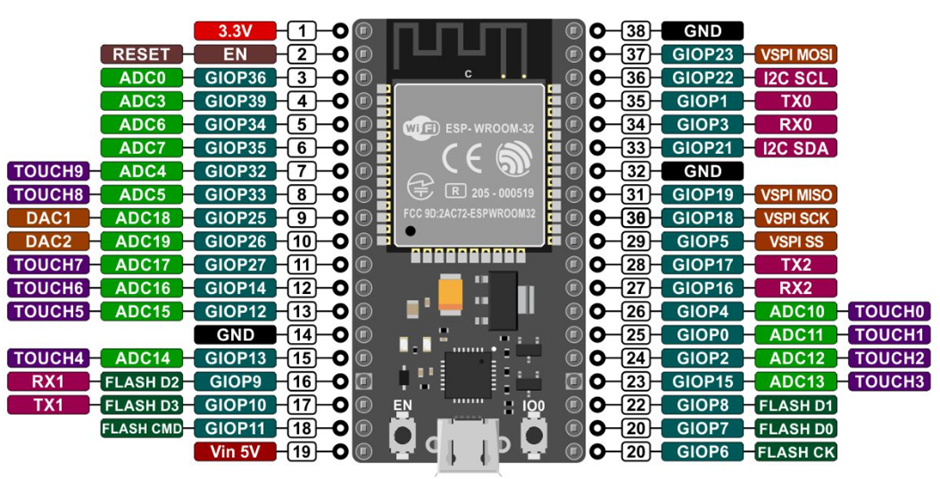 3.3V 1 38 GND
RESET EN 2 37 GIOP23 VSPI MOSI
ADC0 GIOP36 3 36 GIOP22 I2C SCL
ADC3 GIOP39 4 35 GIOP1 TX0
ADC6 GIOP34 5 34 GIOP3 RX0
ADC7 GIOP35 6 33 GIOP21 I2C SDA
TOUCH9 ADC4 GIOP32 7 32 GND
TOUCH8 ADC5 GIOP33 8 31 GIOP19 VSPI MISO
DAC1 ADC18 GIOP25 9 30 GIOP18 VSPI SCK
DAC2 ADC19 GIOP26 10 29 GIOP5 VSPI SS
TOUCH7 ADC17 GIOP27 11 28 GIOP17 TX2
TOUCH6 ADC16 GIOP14 12 27 GIOP16 RX2
TOUCH5 ADC15 GIOP12 13 26 GIOP4 ADC10 TOUCH0
GND 14 25 GIOP0 ADC11 TOUCH1
TOUCH4 ADC14 GIOP13 15 24 GIOP2 ADC12 TOUCH2
RX1 FLASH D2 GIOP9 16 23 GIOP15 ADC13 TOUCH3
TX1 FLASH D3 GIOP10 17 22 GIOP8 FLASH D1
FLASH CMD GIOP11 18 20 GIOP7 FLASH D0
Vin 5V 19 20 GIOP6 FLASH CK
C
WiFi ESP-WROOM-32
CE
R 205-000519
FCC 9D:2AC72-ESPWROOM32
EN IO0